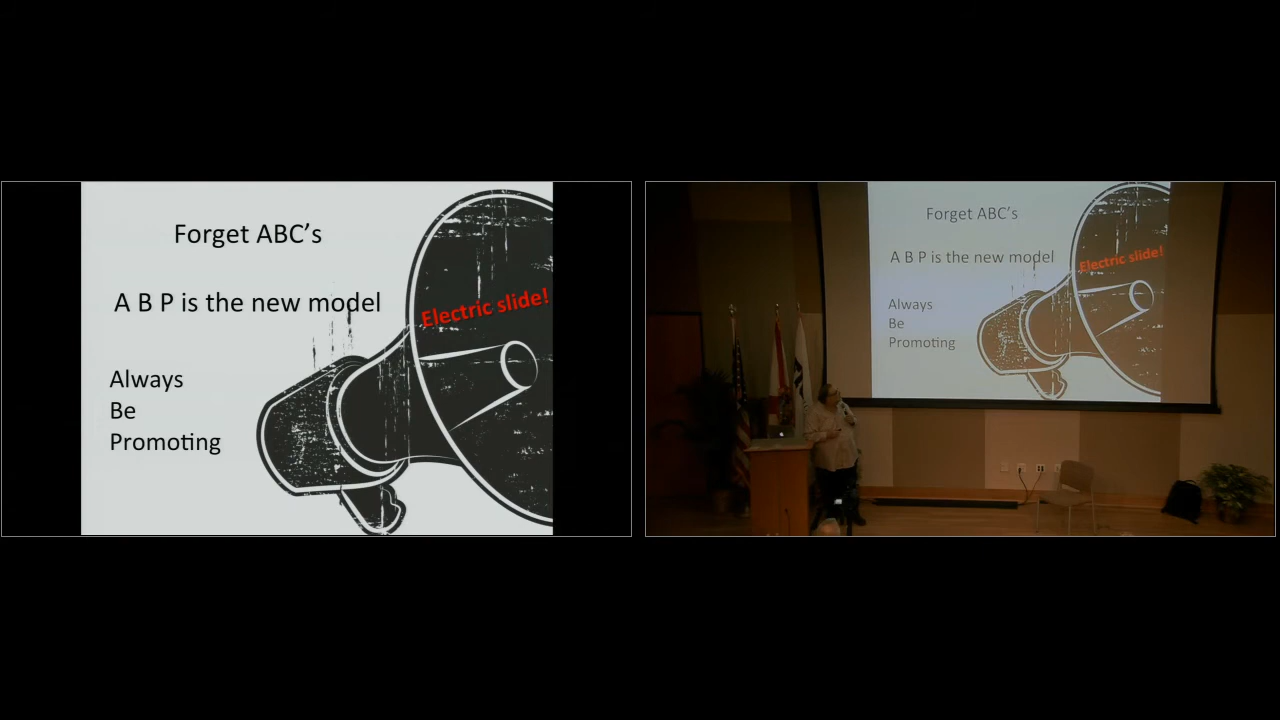 Forget ABC's
A B P is the new model
Electric slide!
Always
Be
Promoting
Forget ABC's
A B P is the new model
Electric slide!
Always
Be
Promoting